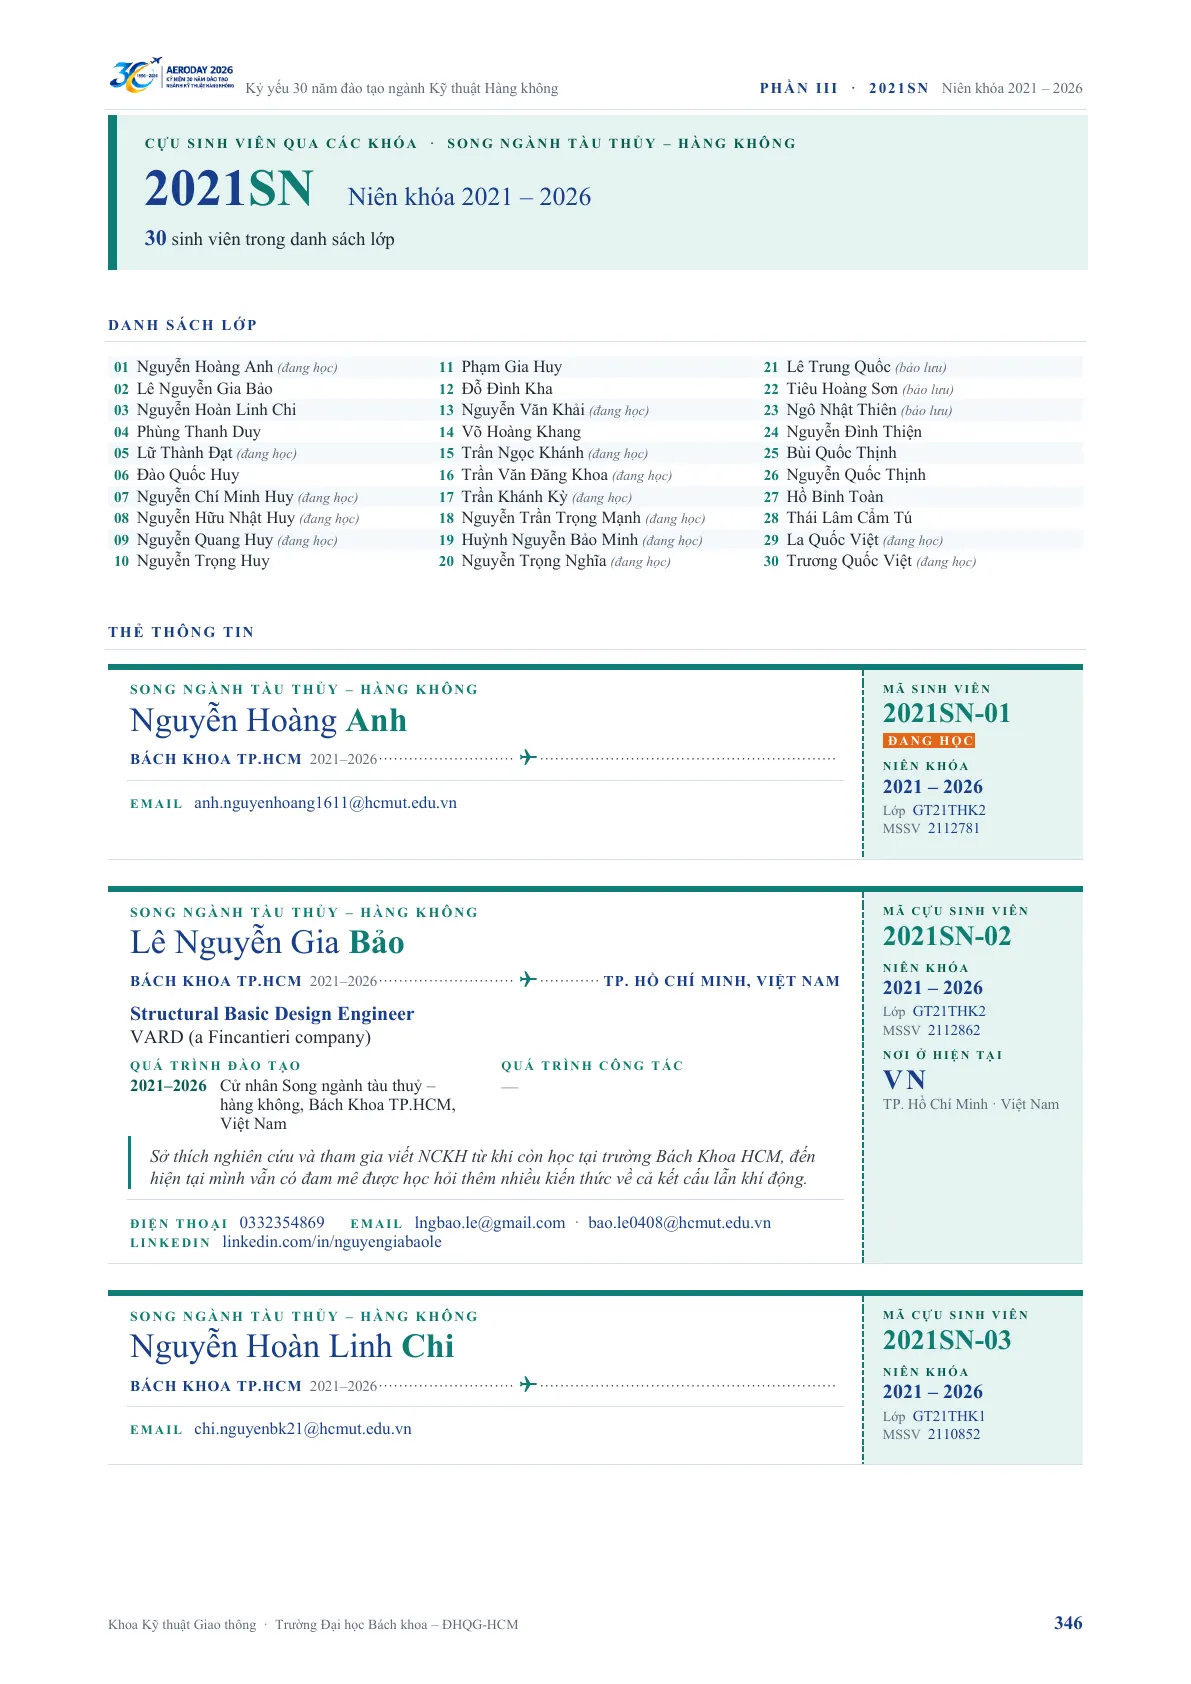 30 1996 - 2026 AERODAY 2026
KỶ NIỆM 30 NĂM ĐÀO TẠO
NGÀNH KỸ THUẬT HÀNG KHÔNG
Kỷ yếu 30 năm đào tạo ngành Kỹ thuật Hàng không
PHẦN III · 2021SN Niên khóa 2021 – 2026
CỰU SINH VIÊN QUA CÁC KHÓA · SONG NGÀNH TÀU THỦY – HÀNG KHÔNG
2021SN Niên khóa 2021 – 2026
30 sinh viên trong danh sách lớp
DANH SÁCH LỚP
01 Nguyễn Hoàng Anh (đang học)
02 Lê Nguyễn Gia Bảo
03 Nguyễn Hoàn Linh Chi
04 Phùng Thanh Duy
05 Lữ Thành Đạt (đang học)
06 Đào Quốc Huy
07 Nguyễn Chí Minh Huy (đang học)
08 Nguyễn Hữu Nhật Huy (đang học)
09 Nguyễn Quang Huy (đang học)
10 Nguyễn Trọng Huy
11 Phạm Gia Huy
12 Đỗ Đình Kha
13 Nguyễn Văn Khải (đang học)
14 Võ Hoàng Khang
15 Trần Ngọc Khánh (đang học)
16 Trần Văn Đăng Khoa (đang học)
17 Trần Khánh Kỳ (đang học)
18 Nguyễn Trần Trọng Mạnh (đang học)
19 Huỳnh Nguyễn Bảo Minh (đang học)
20 Nguyễn Trọng Nghĩa (đang học)
21 Lê Trung Quốc (bảo lưu)
22 Tiêu Hoàng Sơn (bảo lưu)
23 Ngô Nhật Thiên (bảo lưu)
24 Nguyễn Đình Thiện
25 Bùi Quốc Thịnh
26 Nguyễn Quốc Thịnh
27 Hồ Bỉnh Toàn
28 Thái Lâm Cẩm Tú
29 La Quốc Việt (đang học)
30 Trương Quốc Việt (đang học)
THẺ THÔNG TIN
SONG NGÀNH TÀU THỦY – HÀNG KHÔNG
Nguyễn Hoàng Anh
BÁCH KHOA TP.HCM 2021–2026
EMAIL anh.nguyenhoang1611@hcmut.edu.vn
MÃ SINH VIÊN
2021SN-01
ĐANG HỌC
NIÊN KHÓA
2021 – 2026
Lớp GT21THK2
MSSV 2112781
SONG NGÀNH TÀU THỦY – HÀNG KHÔNG
Lê Nguyễn Gia Bảo
BÁCH KHOA TP.HCM 2021–2026 TP. HỒ CHÍ MINH, VIỆT NAM
Structural Basic Design Engineer
VARD (a Fincantieri company)
QUÁ TRÌNH ĐÀO TẠO
2021–2026 Cử nhân Song ngành tàu thuỷ –
hàng không, Bách Khoa TP.HCM,
Việt Nam
QUÁ TRÌNH CÔNG TÁC
—
Sở thích nghiên cứu và tham gia viết NCKH từ khi còn học tại trường Bách Khoa HCM, đến
hiện tại mình vẫn có đam mê được học hỏi thêm nhiều kiến thức về cả kết cấu lẫn khí động.
ĐIỆN THOẠI 0332354869 EMAIL lngbao.le@gmail.com · bao.le0408@hcmut.edu.vn
LINKEDIN linkedin.com/in/nguyengiabaole
MÃ CỰU SINH VIÊN
2021SN-02
NIÊN KHÓA
2021 – 2026
Lớp GT21THK2
MSSV 2112862
NƠI Ở HIỆN TẠI
VN
TP. Hồ Chí Minh · Việt Nam
SONG NGÀNH TÀU THỦY – HÀNG KHÔNG
Nguyễn Hoàn Linh Chi
BÁCH KHOA TP.HCM 2021–2026
EMAIL chi.nguyenbk21@hcmut.edu.vn
MÃ CỰU SINH VIÊN
2021SN-03
NIÊN KHÓA
2021 – 2026
Lớp GT21THK1
MSSV 2110852
Khoa Kỹ thuật Giao thông · Trường Đại học Bách khoa – ĐHQG-HCM
346